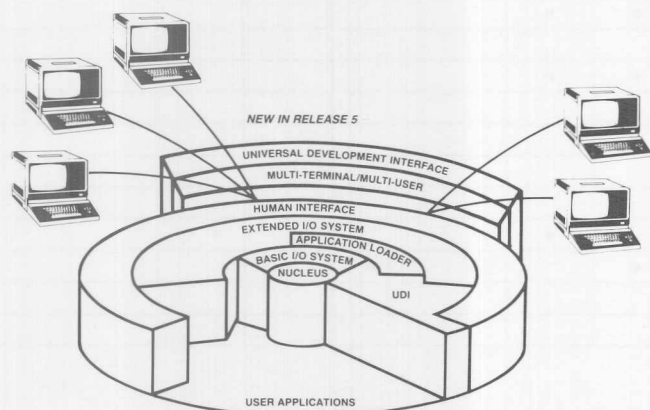 NEW IN RELEASE 5
UNIVERSAL DEVELOPMENT INTERFACE
MULTI-TERMINAL/MULTI-USER
HUMAN INTERFACE
EXTENDED I/O SYSTEM
APPLICATION LOADER
BASIC I/O SYSTEM
NUCLEUS
UDI
USER APPLICATIONS